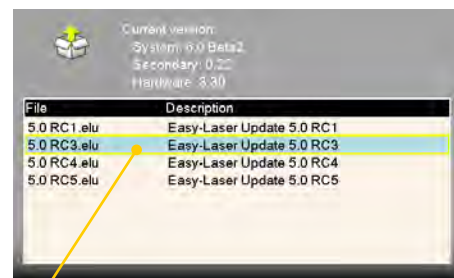 Current version:
System: 6.0 Beta2
Secondary: 0.22
Hardware: 3.30
File Description
5.0 RC1.elu Easy-Laser Update 5.0 RC1
5.0 RC3.elu Easy-Laser Update 5.0 RC3
5.0 RC4.elu Easy-Laser Update 5.0 RC4
5.0 RC5.elu Easy-Laser Update 5.0 RC5